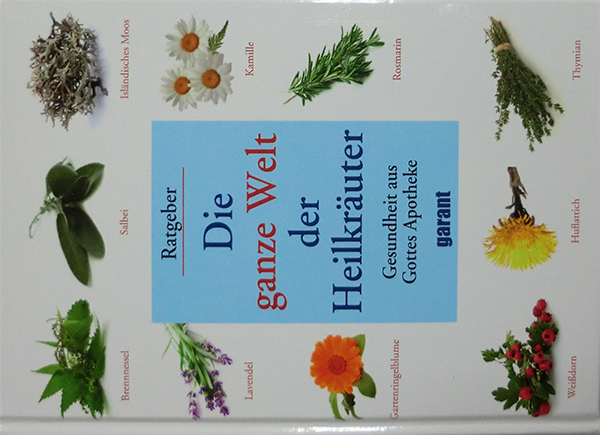 Brennnessel
Salbei
Isländisches Moos
Ratgeber
Die
ganze Welt
der
Heilkräuter
Gesundheit aus
Gottes Apotheke
garant
Lavendel
Kamille
Gartenringelblume
Rosmarin
Weißdorn
Huflattich
Thymian